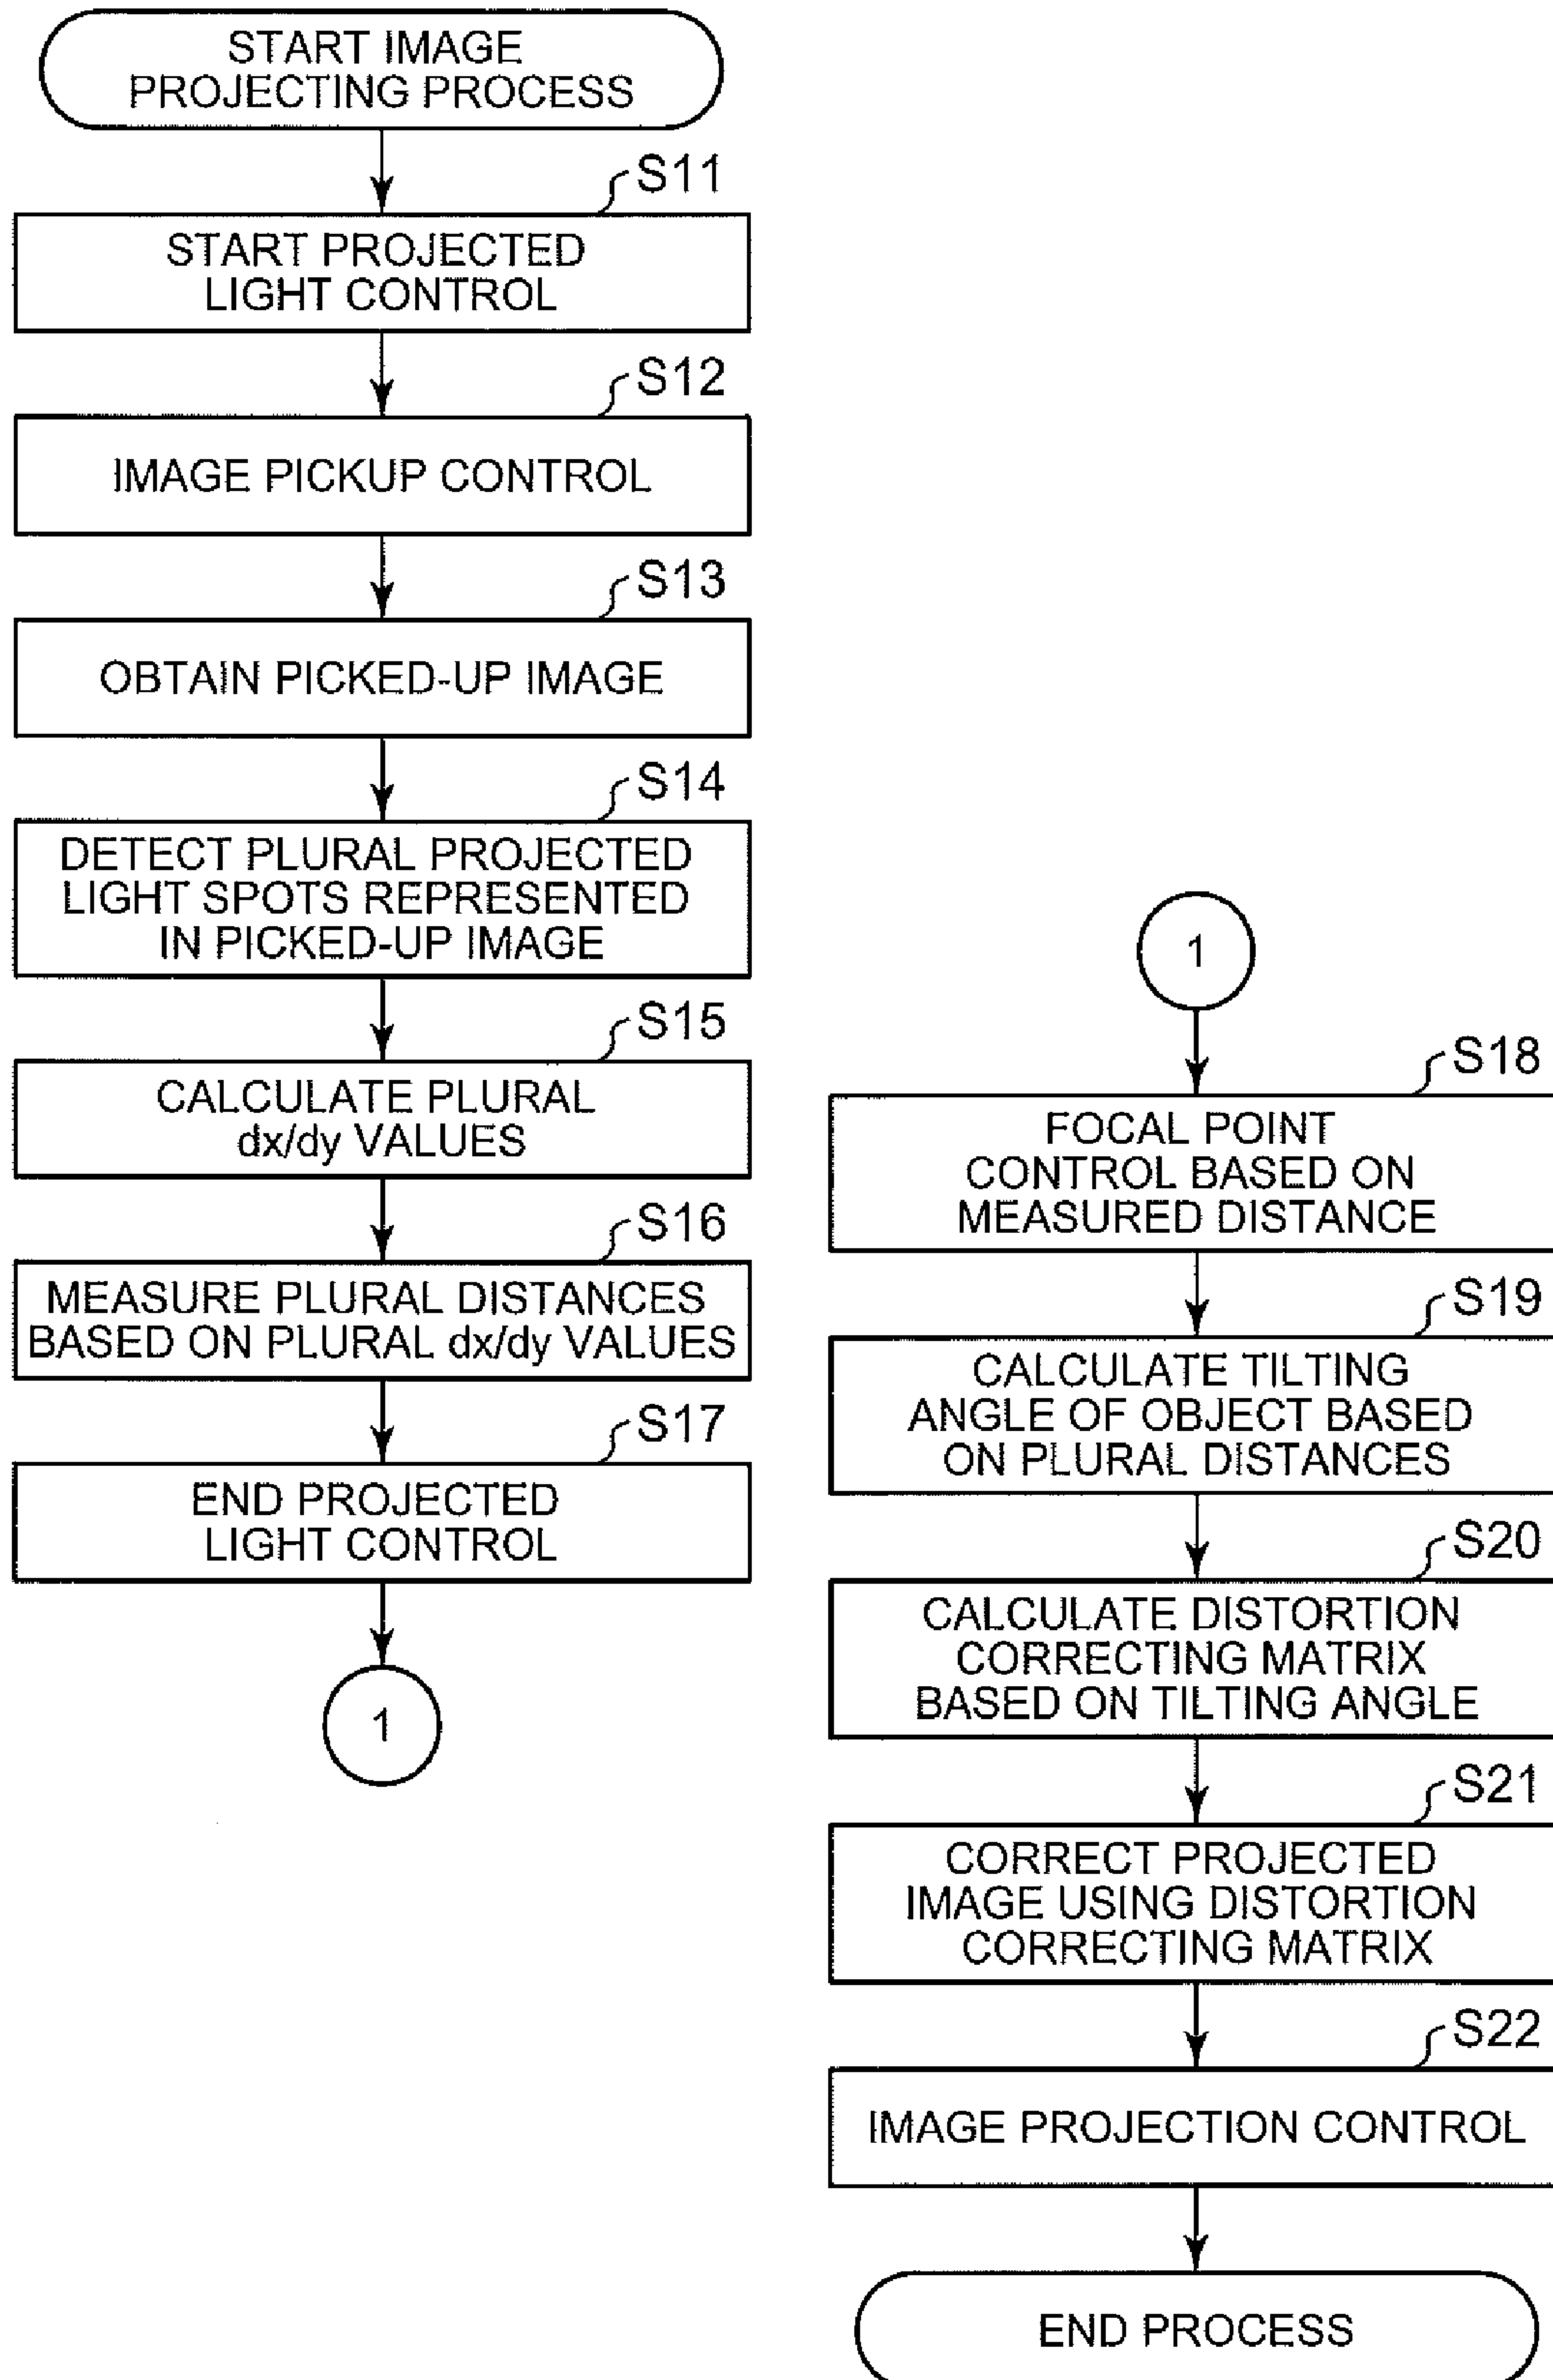 START IMAGE
PROJECTING PROCESS
S11
START PROJECTED
LIGHT CONTROL
S12
IMAGE PICKUP CONTROL
S13
OBTAIN PICKED-UP IMAGE
S14
DETECT PLURAL PROJECTED
LIGHT SPOTS REPRESENTED
IN PICKED-UP IMAGE
S15
CALCULATE PLURAL
dx/dy VALUES
S16
MEASURE PLURAL DISTANCES
BASED ON PLURAL dx/dy VALUES
S17
END PROJECTED
LIGHT CONTROL
1
1
S18
FOCAL POINT
CONTROL BASED ON
MEASURED DISTANCE
S19
CALCULATE TILTING
ANGLE OF OBJECT BASED
ON PLURAL DISTANCES
S20
CALCULATE DISTORTION
CORRECTING MATRIX
BASED ON TILTING ANGLE
S21
CORRECT PROJECTED
IMAGE USING DISTORTION
CORRECTING MATRIX
S22
IMAGE PROJECTION CONTROL
END PROCESS